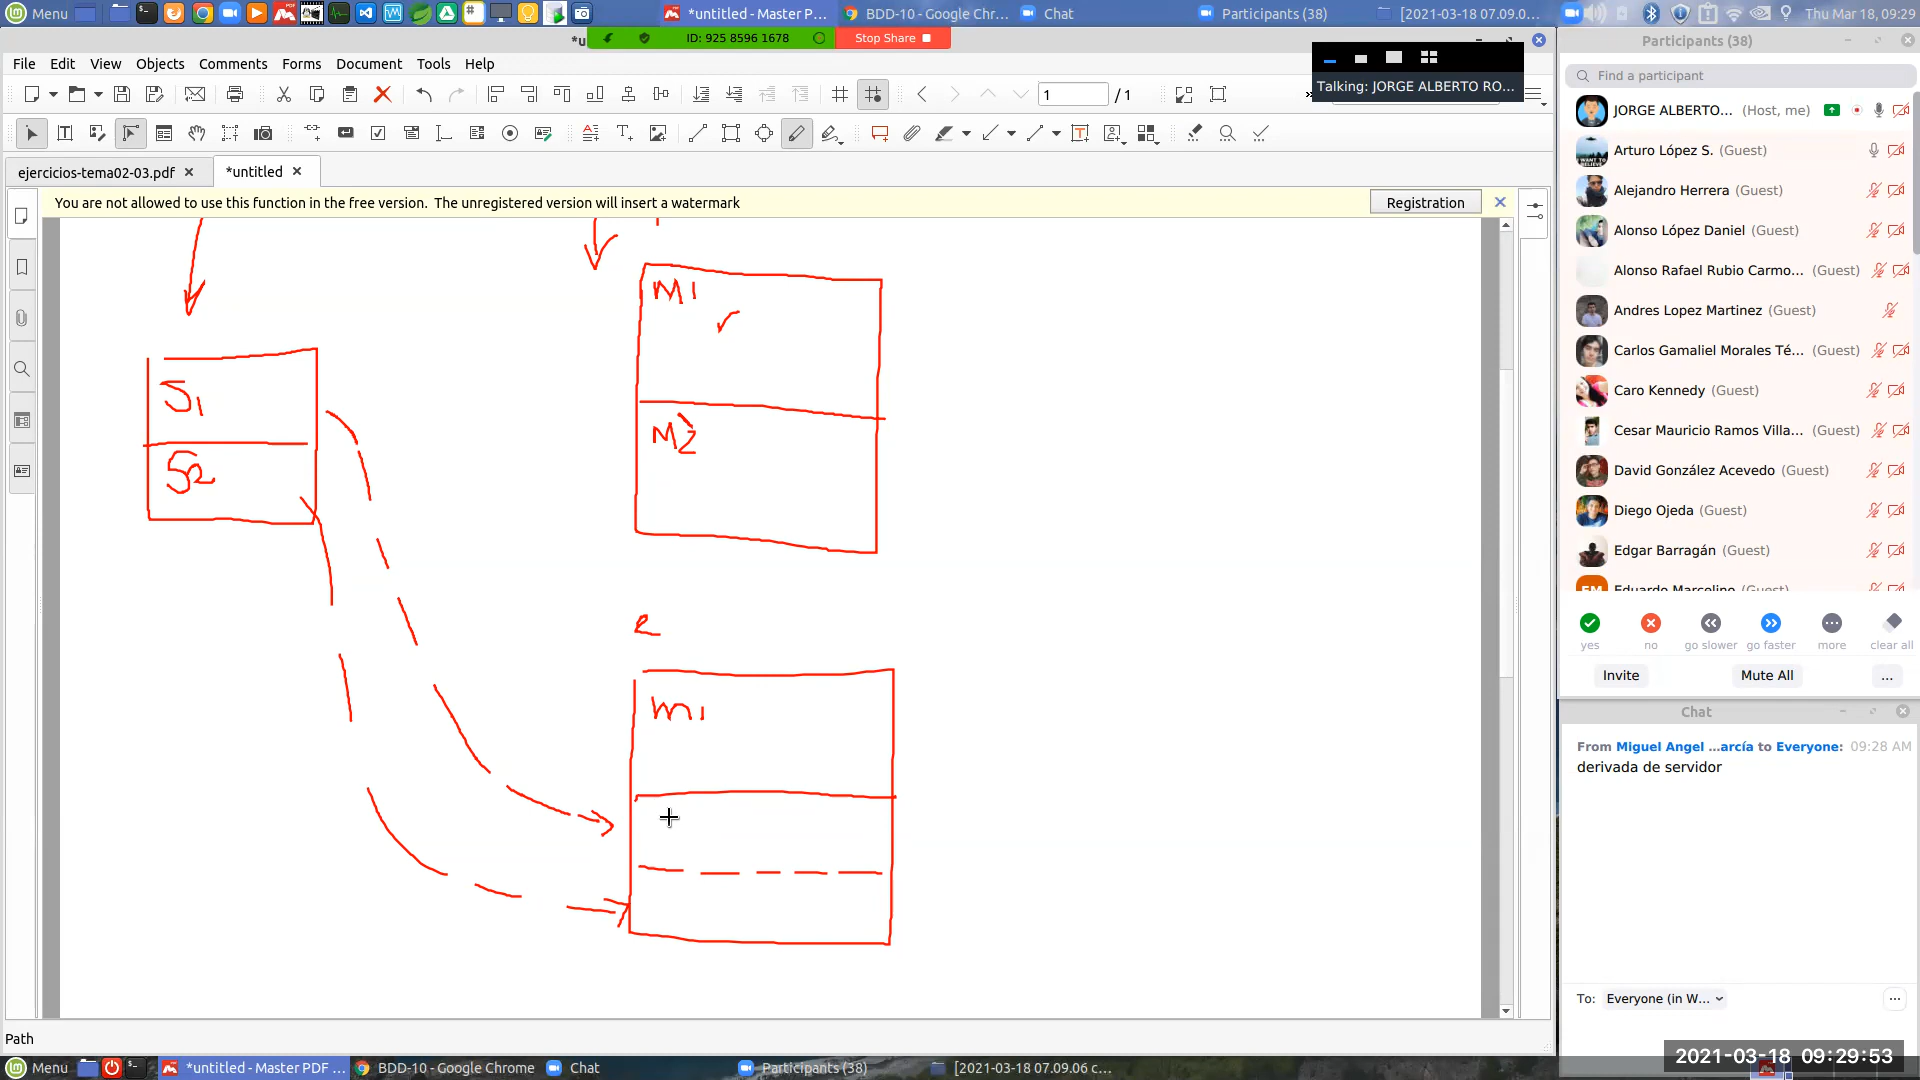 Menu
*untitled - Master P...
BDD-10 - Google Chr...
Chat
Participants (38)
[2021-03-18 07.09.0...
Thu Mar 18, 09:29
*u
ID: 925 8596 1678
Stop Share
Participants (38)
File Edit View Objects Comments Forms Document Tools Help
Talking: JORGE ALBERTO RO...
Find a participant
1 / 1
JORGE ALBERTO... (Host, me)
Arturo López S. (Guest)
ejercicios-tema02-03.pdf
*untitled
Alejandro Herrera (Guest)
You are not allowed to use this function in the free version. The unregistered version will insert a watermark
Registration
Alonso López Daniel (Guest)
Alonso Rafael Rubio Carmo... (Guest)
Andres Lopez Martinez (Guest)
Carlos Gamaliel Morales Té... (Guest)
Caro Kennedy (Guest)
Cesar Mauricio Ramos Villa... (Guest)
David González Acevedo (Guest)
Diego Ojeda (Guest)
Edgar Barragán (Guest)
EM Eduardo Marcelino (Guest)
M1
S1
M2
S2
e
m1
yes no go slower go faster more clear all
Invite Mute All ...
Chat
From Miguel Angel ...arcía to Everyone: 09:28 AM
derivada de servidor
To: Everyone (in W...
Path
2021-03-18 09:29:53
Menu
*untitled - Master PDF ...
BDD-10 - Google Chrome
Chat
Participants (38)
[2021-03-18 07.09.06 c...